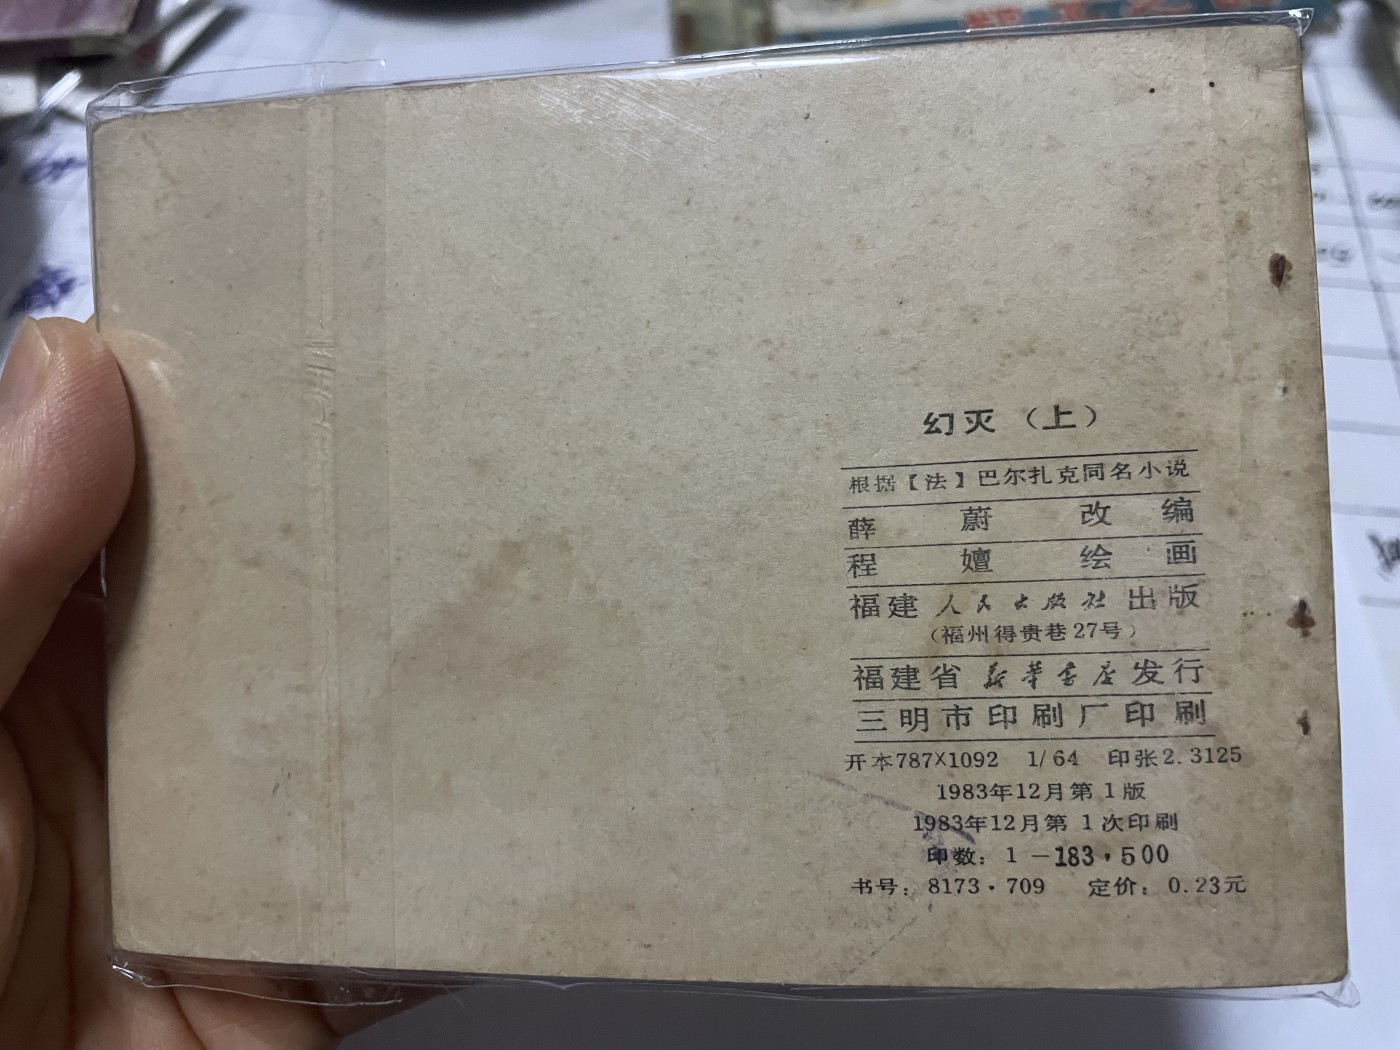 幻灭（上）
根据【法】巴尔扎克同名小说
薛蔚改编
程嬗绘画
福建人民出版社出版
（福州得贵巷27号）
福建省新华书店发行
三明市印刷厂印刷
开本787×1092 1/64 印张2.3125
1983年12月第1版
1983年12月第1次印刷
印数：1－183，500
书号：8173·709 定价：0.23元